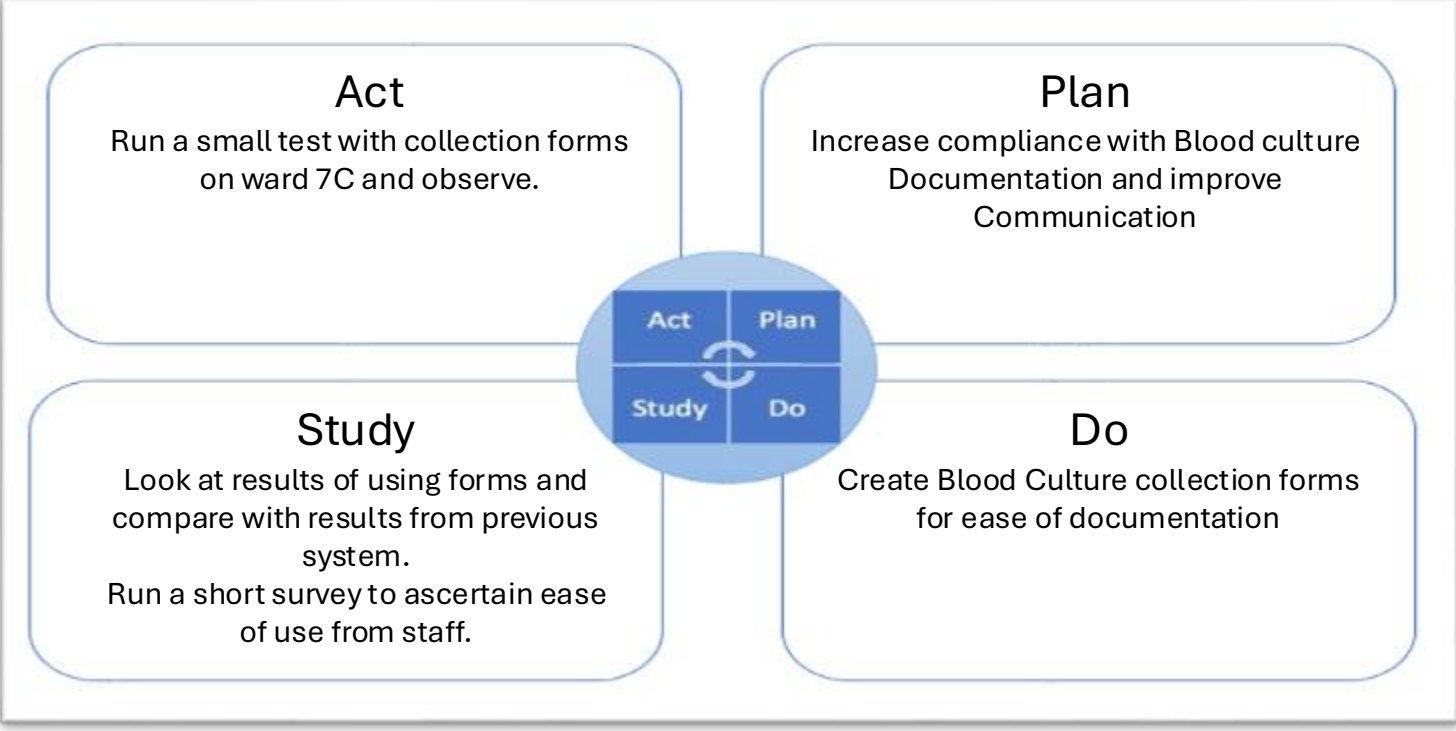 Act
Run a small test with collection forms
on ward 7C and observe.
Plan
Increase compliance with Blood culture
Documentation and improve
Communication
Act
Plan
Study
Do
Study
Look at results of using forms and
compare with results from previous
system.
Run a short survey to ascertain ease
of use from staff.
Do
Create Blood Culture collection forms
for ease of documentation